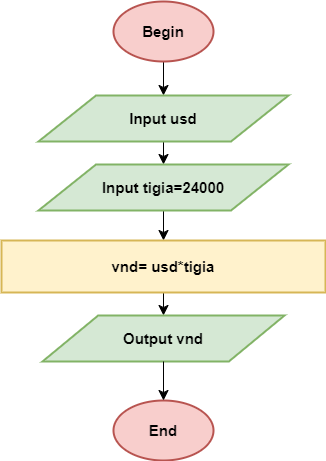 Begin
Input usd
Input tigia=24000
vnd= usd*tigia
Output vnd
End